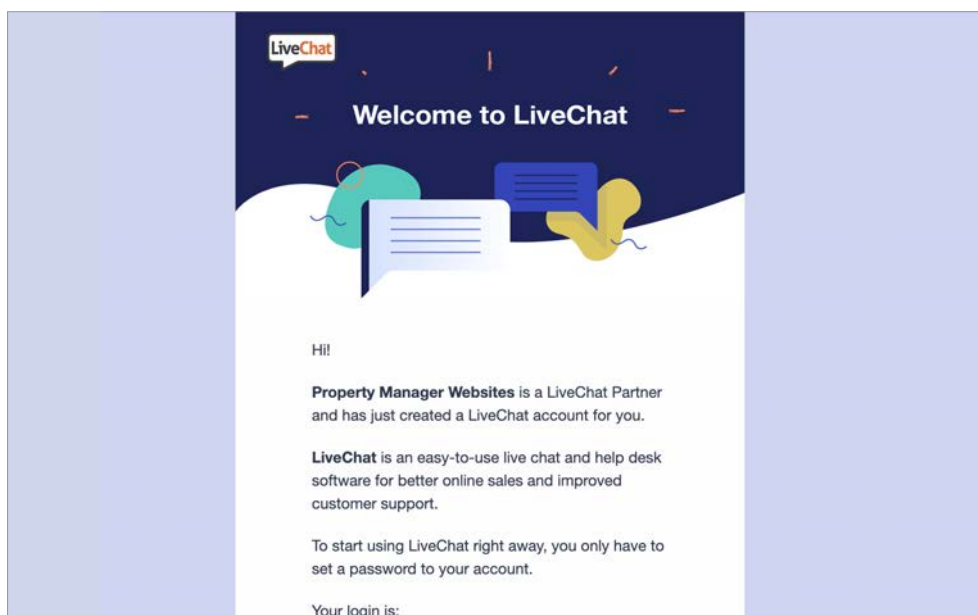 LiveChat
Welcome to LiveChat
Hi!
Property Manager Websites is a LiveChat Partner
and has just created a LiveChat account for you.
LiveChat is an easy-to-use live chat and help desk
software for better online sales and improved
customer support.
To start using LiveChat right away, you only have to
set a password to your account.
Your login is: